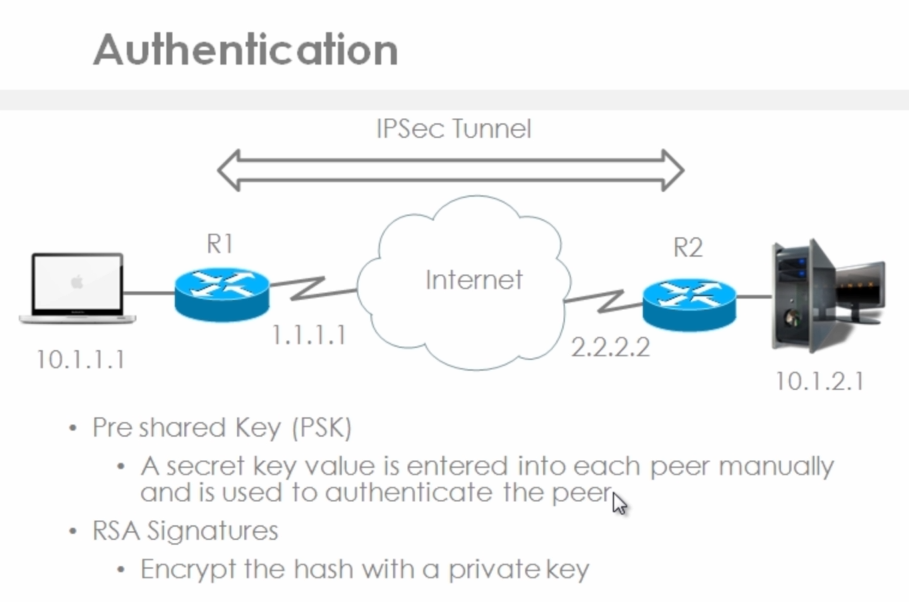 Authentication
IPSec Tunnel
R1
R2
Internet
1.1.1.1
2.2.2.2
10.1.1.1
10.1.2.1
• Pre shared Key (PSK)
• A secret key value is entered into each peer manually
and is used to authenticate the peer.
• RSA Signatures
• Encrypt the hash with a private key